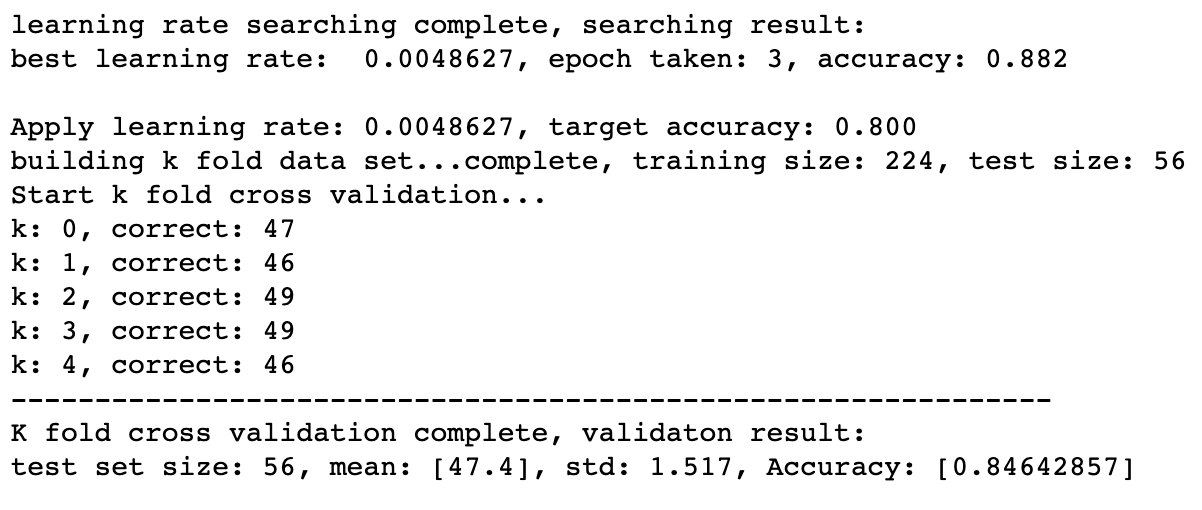 learning rate searching complete, searching result:
best learning rate:  0.0048627, epoch taken: 3, accuracy: 0.882

Apply learning rate: 0.0048627, target accuracy: 0.800
building k fold data set...complete, training size: 224, test size: 56
Start k fold cross validation...
k: 0, correct: 47
k: 1, correct: 46
k: 2, correct: 49
k: 3, correct: 49
k: 4, correct: 46
--------------------------------------------------------------
K fold cross validation complete, validaton result:
test set size: 56, mean: [47.4], std: 1.517, Accuracy: [0.84642857]